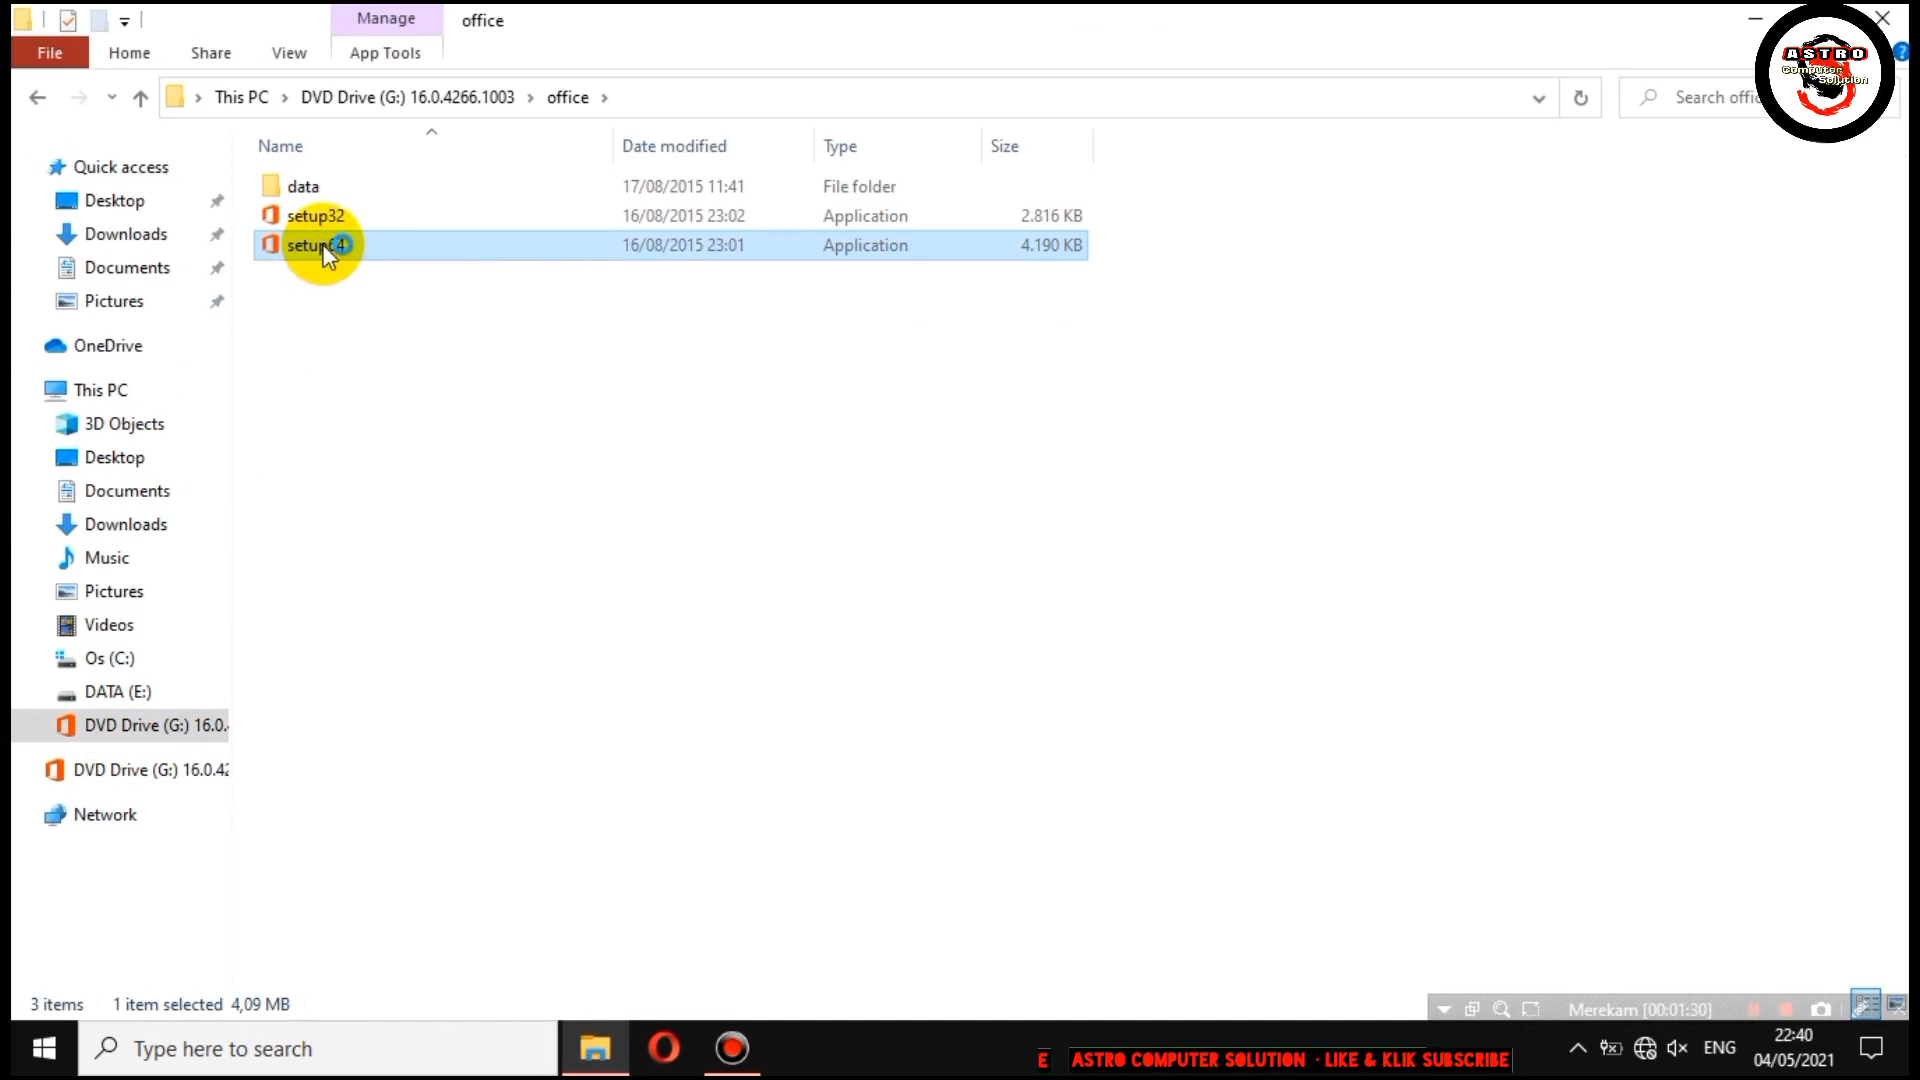 Manage office
File Home Share View App Tools
This PC DVD Drive (G:) 16.0.4266.1003 office Search
ASTRO
Computer
Solution
Name Date modified Type Size
data 17/08/2015 11:41 File folder
setup32 16/08/2015 23:02 Application 2.816 KB
setup64 16/08/2015 23:01 Application 4.190 KB
Quick access
Desktop
Downloads
Documents
Pictures
OneDrive
This PC
3D Objects
Desktop
Documents
Downloads
Music
Pictures
Videos
Os (C:)
DATA (E:)
DVD Drive (G:) 16.0.
DVD Drive (G:) 16.0.42
Network
3 items 1 item selected 4,09 MB
Merekam [00:01:30]
Type here to search
E ASTRO COMPUTER SOLUTION · LIKE & KLIK SUBSCRIBE
ENG
22:40
04/05/2021